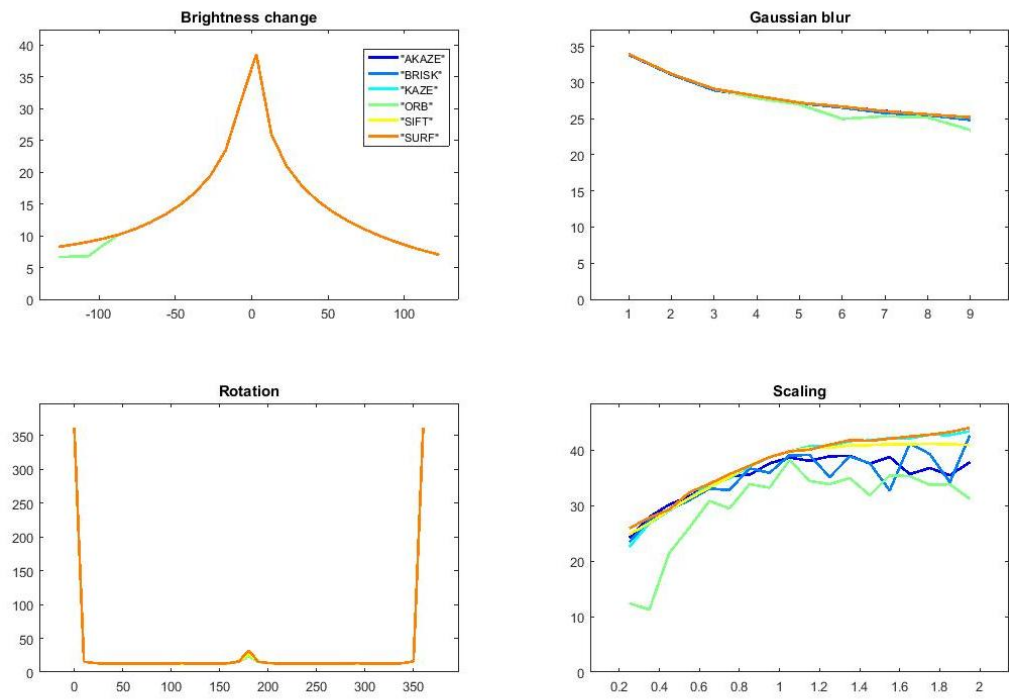 Brightness change
40
35
30
25
20
15
10
5
0
-100 -50 0 50 100
"AKAZE"
"BRISK"
"KAZE"
"ORB"
"SIFT"
"SURF"
Gaussian blur
35
30
25
20
15
10
5
0
1 2 3 4 5 6 7 8 9
Rotation
350
300
250
200
150
100
50
0
0 50 100 150 200 250 300 350
Scaling
40
30
20
10
0
0.2 0.4 0.6 0.8 1 1.2 1.4 1.6 1.8 2